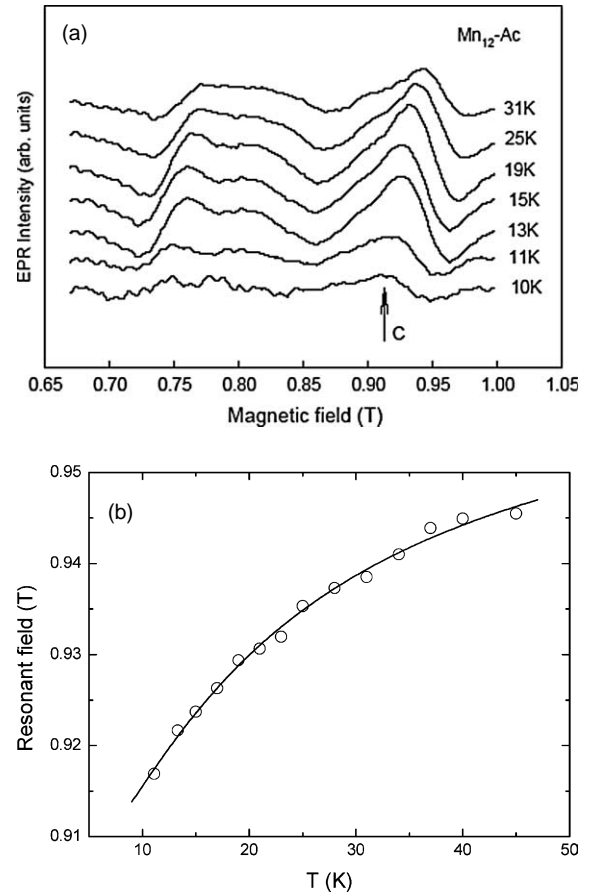 (a)
Mn₁₂-Ac
EPR Intensity (arb. units)
31K
25K
19K
15K
13K
11K
10K
C
0.65 0.70 0.75 0.80 0.85 0.90 0.95 1.00 1.05
Magnetic field (T)
(b)
0.95
0.94
0.93
0.92
0.91
Resonant field (T)
10 20 30 40 50
T (K)